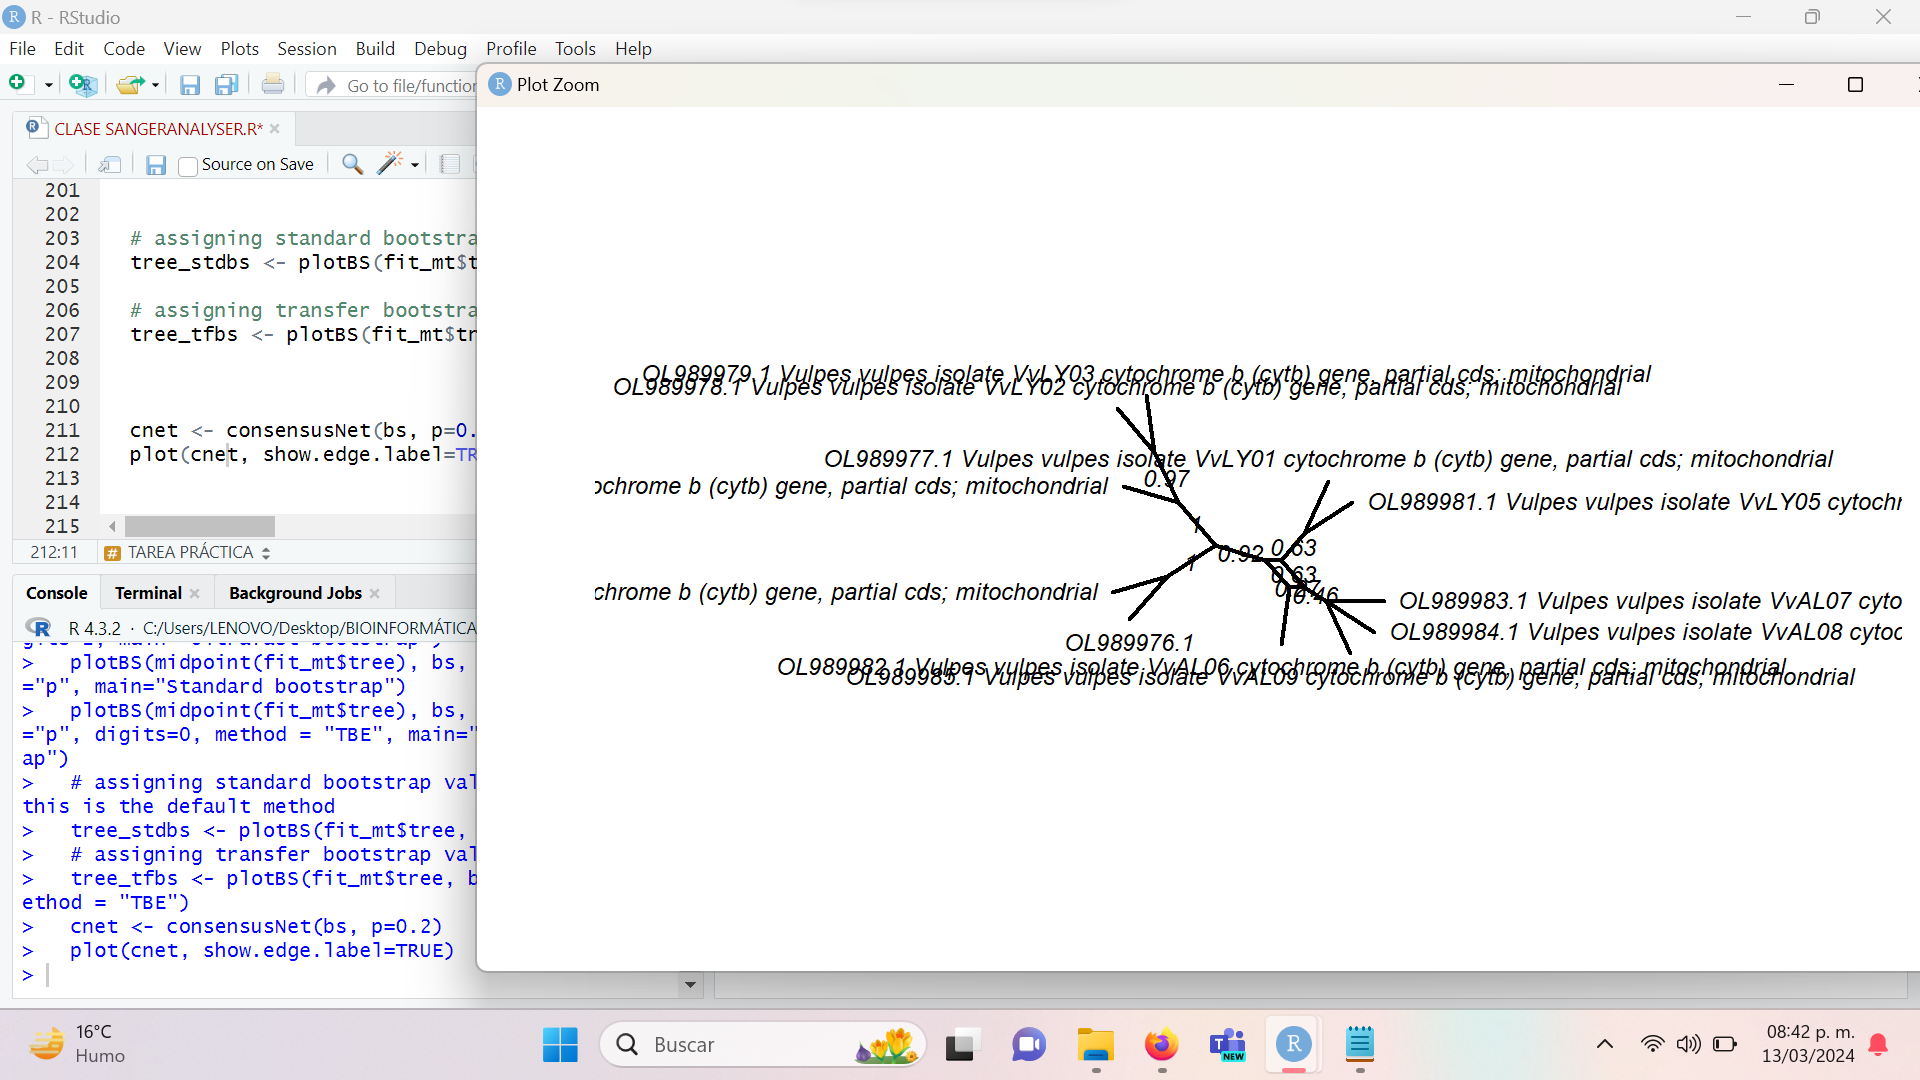 R - RStudio
File Edit Code View Plots Session Build Debug Profile Tools Help
Go to file/function
Plot Zoom
CLASE SANGERANALYSER.R*
Source on Save
201
202
203 # assigning standard bootstra
204 tree_stdbs <- plotBS(fit_mt$t
205
206 # assigning transfer bootstra
207 tree_tfbs <- plotBS(fit_mt$tr
208
209
210
211 cnet <- consensusNet(bs, p=0.
212 plot(cnet, show.edge.label=TR
213
214
215
212:11 # TAREA PRÁCTICA
Console Terminal Background Jobs
R 4.3.2 · C:/Users/LENOVO/Desktop/BIOINFORMÁTICA
> plotBS(midpoint(fit_mt$tree), bs,
="p", main="Standard bootstrap")
> plotBS(midpoint(fit_mt$tree), bs,
="p", digits=0, method = "TBE", main="
ap")
> # assigning standard bootstrap val
this is the default method
> tree_stdbs <- plotBS(fit_mt$tree,
> # assigning transfer bootstrap val
> tree_tfbs <- plotBS(fit_mt$tree, b
ethod = "TBE")
> cnet <- consensusNet(bs, p=0.2)
> plot(cnet, show.edge.label=TRUE)
>
OL989979.1 Vulpes vulpes isolate VvLY03 cytochrome b (cytb) gene, partial cds; mitochondrial
OL989978.1 Vulpes vulpes isolate VvLY02 cytochrome b (cytb) gene, partial cds; mitochondrial
OL989977.1 Vulpes vulpes isolate VvLY01 cytochrome b (cytb) gene, partial cds; mitochondrial
0.97
ochrome b (cytb) gene, partial cds; mitochondrial
OL989981.1 Vulpes vulpes isolate VvLY05 cytochr
1
0.92
0.63
1
0.63
0.46
chrome b (cytb) gene, partial cds; mitochondrial
OL989983.1 Vulpes vulpes isolate VvAL07 cyto
OL989984.1 Vulpes vulpes isolate VvAL08 cytoc
OL989976.1
OL989982.1 Vulpes vulpes isolate VvAL06 cytochrome b (cytb) gene, partial cds; mitochondrial
OL989985.1 Vulpes vulpes isolate VvAL09 cytochrome b (cytb) gene, partial cds; mitochondrial
16°C
Humo
Buscar
NEW
08:42 p. m.
13/03/2024